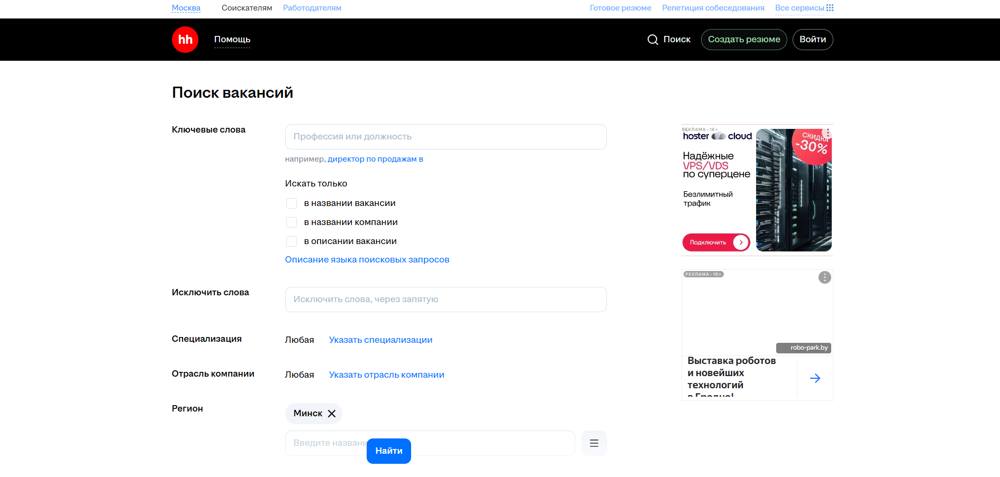 Москва Соискателям Работодателям Готовое резюме Репетиция собеседования Все сервисы
hh Помощь Поиск Создать резюме Войти
Поиск вакансий
Ключевые слова
Профессия или должность
например, директор по продажам в
Искать только
в названии вакансии
в названии компании
в описании вакансии
Описание языка поисковых запросов
Исключить слова
Исключить слова, через запятую
Специализация
Любая Указать специализации
Отрасль компании
Любая Указать отрасль компании
Регион
Минск
Введите названи
Найти
РЕКЛАМА • 16+
hoster cloud
СКИДКА
-30%
Надёжные
VPS/VDS
по суперцене
Безлимитный
трафик
Подключить
РЕКЛАМА • 16+
robo-park.by
Выставка роботов
и новейших
технологий
в Гродно!